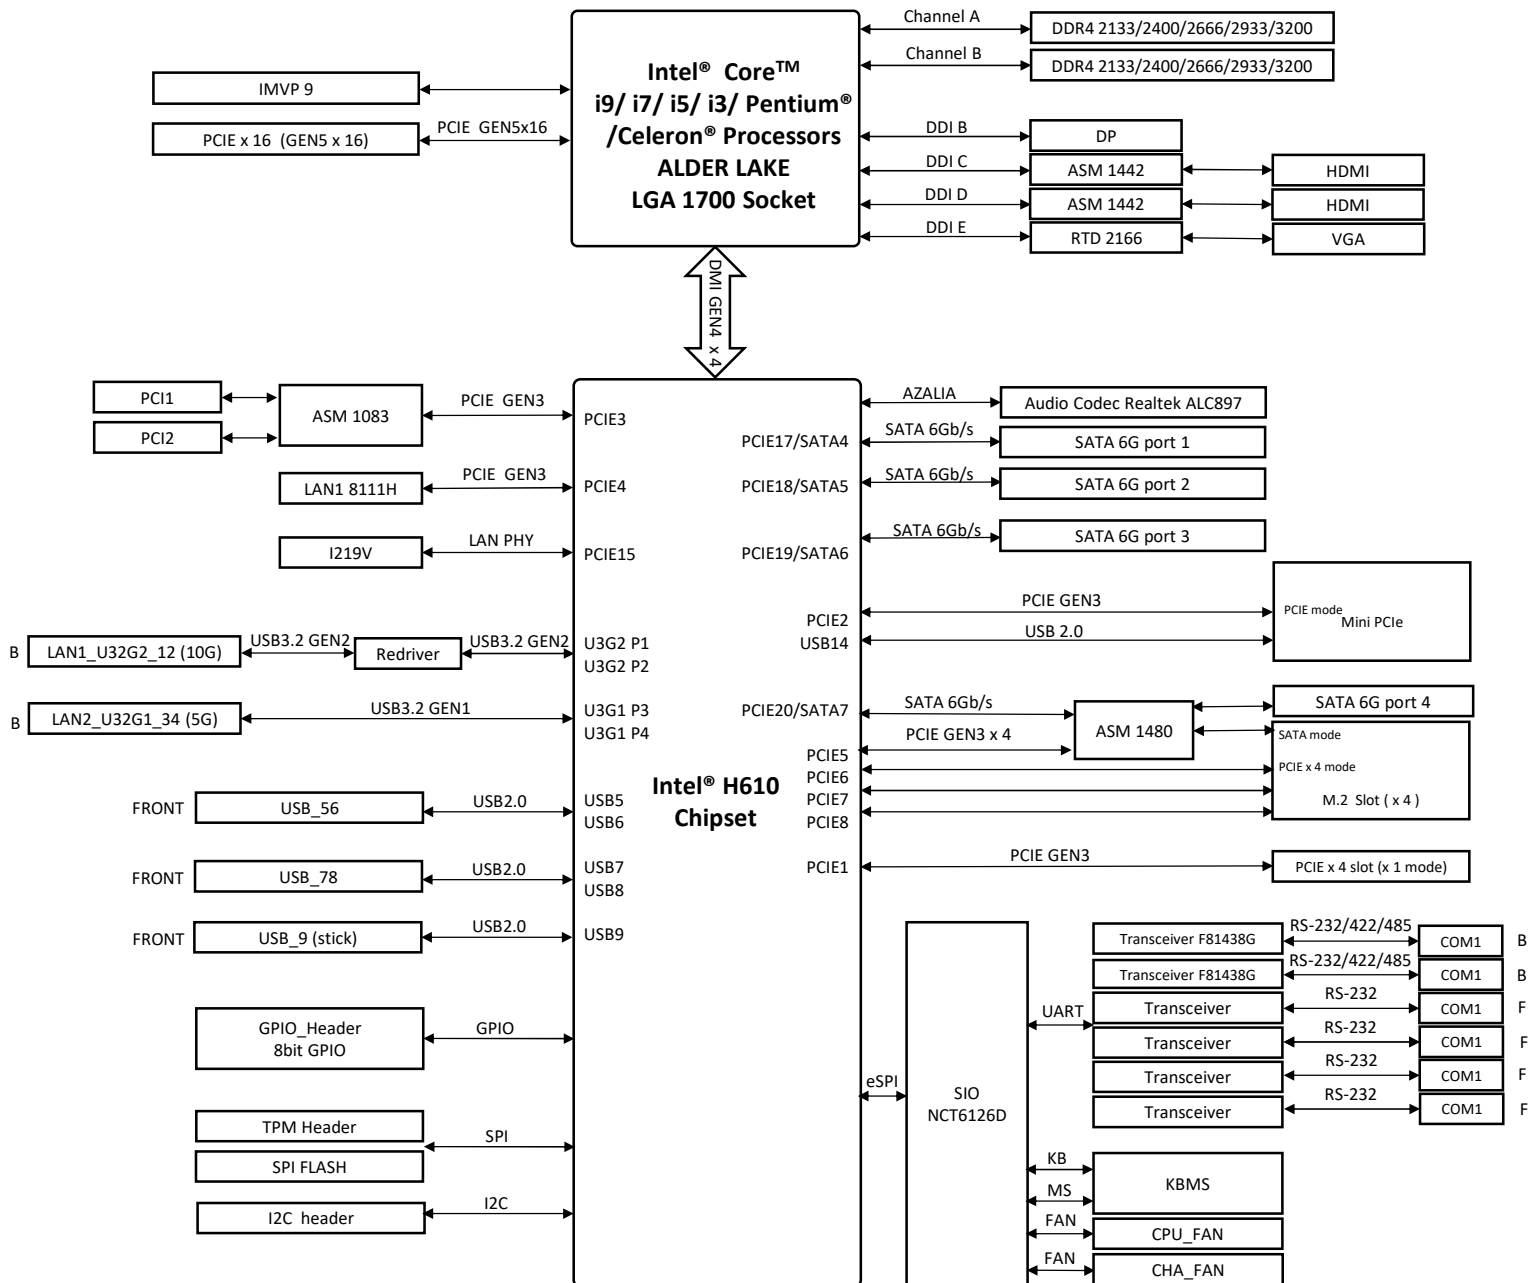 Channel A
DDR4 2133/2400/2666/2933/3200
Channel B
DDR4 2133/2400/2666/2933/3200
Intel® Core™
i9/ i7/ i5/ i3/ Pentium®
/Celeron® Processors
ALDER LAKE
LGA 1700 Socket
IMVP 9
PCIE x 16 (GEN5 x 16)
PCIE GEN5x16
DDI B
DP
DDI C
ASM 1442
HDMI
DDI D
ASM 1442
HDMI
DDI E
RTD 2166
VGA
DMI GEN4 x 4
PCI1
PCI2
ASM 1083
PCIE GEN3
PCIE3
LAN1 8111H
PCIE GEN3
PCIE4
I219V
LAN PHY
PCIE15
B
LAN1_U32G2_12 (10G)
USB3.2 GEN2
Redriver
USB3.2 GEN2
U3G2 P1
U3G2 P2
B
LAN2_U32G1_34 (5G)
USB3.2 GEN1
U3G1 P3
U3G1 P4
FRONT
USB_56
USB2.0
USB5
USB6
FRONT
USB_78
USB2.0
USB7
USB8
FRONT
USB_9 (stick)
USB2.0
USB9
GPIO_Header
8bit GPIO
GPIO
TPM Header
SPI FLASH
SPI
I2C header
I2C
Intel® H610
Chipset
AZALIA
Audio Codec Realtek ALC897
PCIE17/SATA4
SATA 6Gb/s
SATA 6G port 1
PCIE18/SATA5
SATA 6Gb/s
SATA 6G port 2
PCIE19/SATA6
SATA 6Gb/s
SATA 6G port 3
PCIE2
PCIE GEN3
PCIE mode
Mini PCIe
USB14
USB 2.0
PCIE20/SATA7
SATA 6Gb/s
ASM 1480
SATA 6G port 4
PCIE GEN3 x 4
SATA mode
PCIE5
PCIE6
PCIE7
PCIE8
PCIE x 4 mode
M.2 Slot ( x 4 )
PCIE1
PCIE GEN3
PCIE x 4 slot (x 1 mode)
eSPI
SIO
NCT6126D
UART
Transceiver F81438G
RS-232/422/485
COM1
B
Transceiver F81438G
RS-232/422/485
COM1
B
Transceiver
RS-232
COM1
F
Transceiver
RS-232
COM1
F
Transceiver
RS-232
COM1
F
Transceiver
RS-232
COM1
F
KB
MS
KBMS
FAN
CPU_FAN
FAN
CHA_FAN